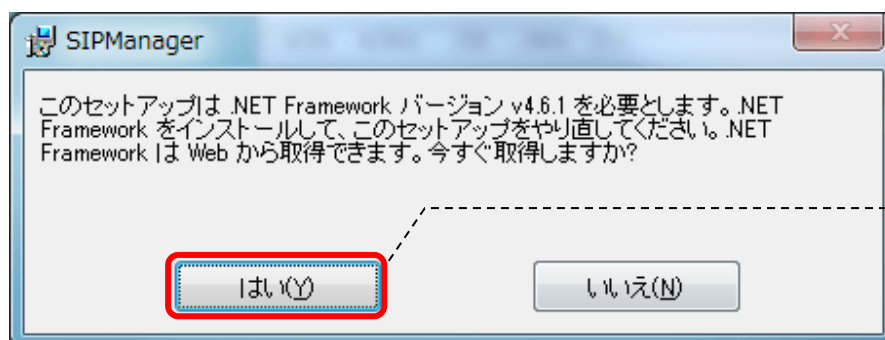 SIPManager
このセットアップは .NET Framework バージョン v4.6.1 を必要とします。.NET
Framework をインストールして、このセットアップをやり直してください。.NET
Framework は Web から取得できます。今すぐ取得しますか?
はい(Y)
いいえ(N)